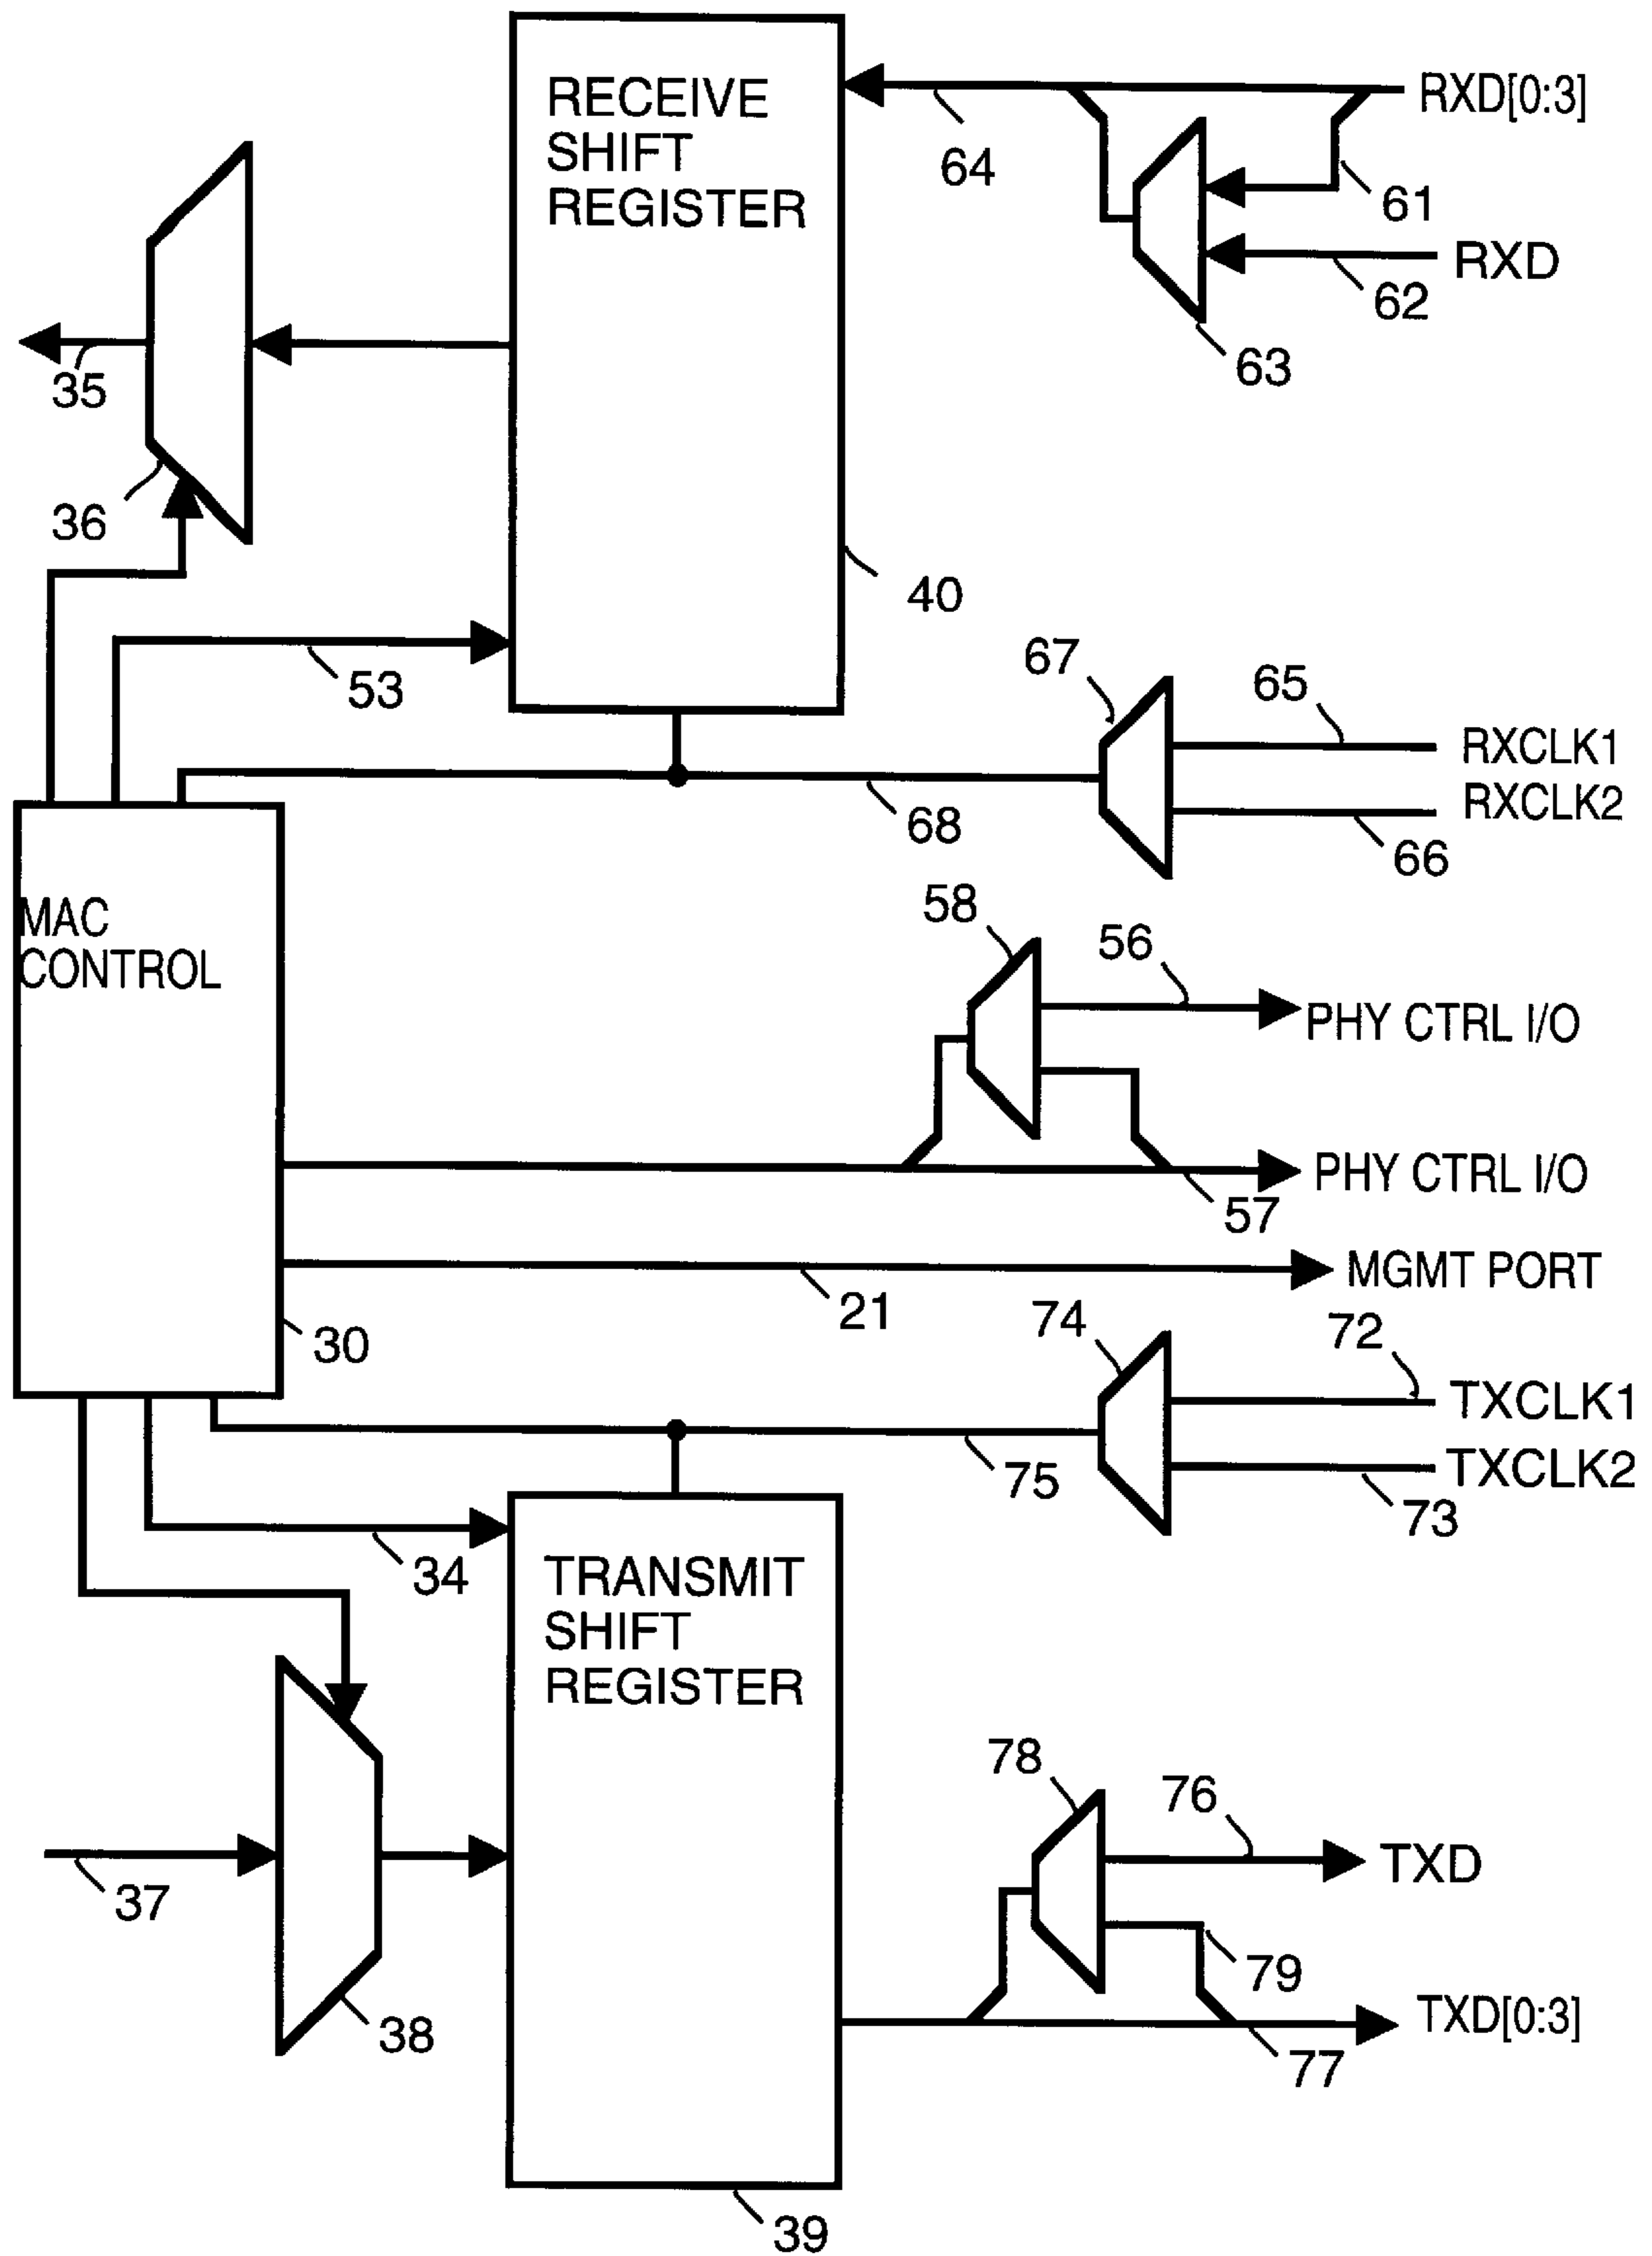 RECEIVE
SHIFT
REGISTER
RXD[0:3]
64
61
RXD
62
63
35
36
40
53
67
65
RXCLK1
RXCLK2
68
66
MAC
CONTROL
58
56
PHY CTRL I/O
PHY CTRL I/O
57
MGMT PORT
21
30
74
72
TXCLK1
TXCLK2
75
73
34
TRANSMIT
SHIFT
REGISTER
78
76
TXD
37
79
TXD[0:3]
38
77
39